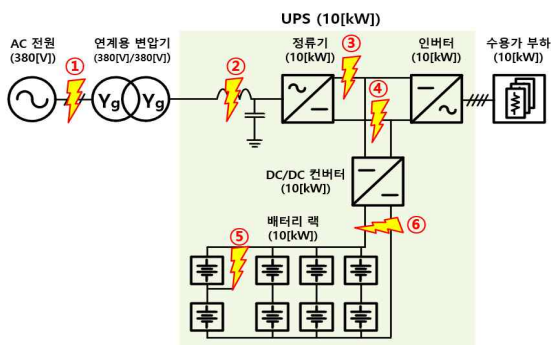 UPS (10[kW])
AC 전원
(380[V])
①
연계용 변압기
(380[V]/380[V])
②
정류기
(10[kW])
③
인버터
(10[kW])
수용가 부하
(10[kW])
Yg Yg
④
DC/DC 컨버터
(10[kW])
배터리 랙
(10[kW])
⑤
⑥